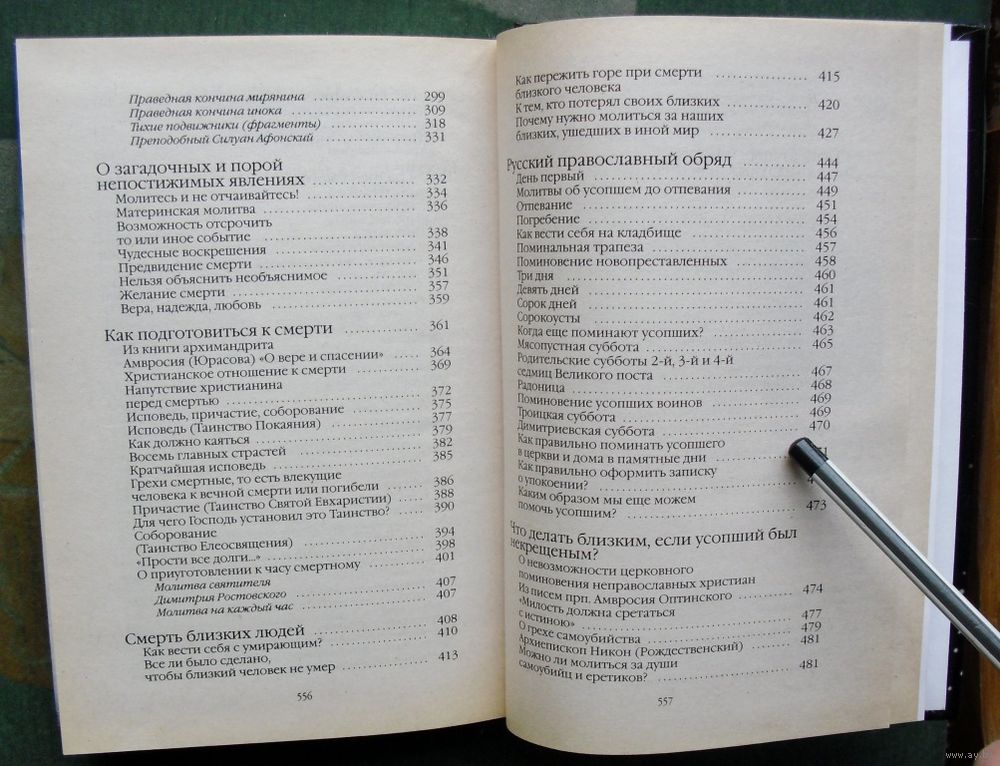 Праведная кончина мирянина ............ 299
Праведная кончина инока ............ 309
Тихие подвижники (фрагменты) ............ 318
Преподобный Силуан Афонский ............ 331
О загадочных и порой
непостижимых явлениях ............ 332
Молитесь и не отчаивайтесь! ............ 334
Материнская молитва ............ 336
Возможность отсрочить
то или иное событие ............ 338
Чудесные воскрешения ............ 341
Предвидение смерти ............ 346
Нельзя объяснить необъяснимое ............ 351
Желание смерти ............ 357
Вера, надежда, любовь ............ 359
Как подготовиться к смерти ............ 361
Из книги архимандрита
Амвросия (Юрасова) «О вере и спасении» ..... 364
Христианское отношение к смерти ............ 369
Напутствие христианина
перед смертью ............ 372
Исповедь, причастие, соборование ............ 375
Исповедь (Таинство Покаяния) ............ 377
Как должно каяться ............ 379
Восемь главных страстей ............ 382
Кратчайшая исповедь ............ 385
Грехи смертные, то есть влекущие
человека к вечной смерти или погибели ...... 386
Причастие (Таинство Святой Евхаристии) ..... 388
Для чего Господь установил это Таинство? .... 390
Соборование
(Таинство Елеосвящения) ............ 394
«Прости все долги...» ............ 398
О приуготовлении к часу смертному ............ 401
Молитва святителя
Димитрия Ростовского ............ 407
Молитва на каждый час ............ 407
Смерть близких людей ............ 408
Как вести себя с умирающим? ............ 410
Все ли было сделано,
чтобы близкий человек не умер ............ 413
556
Как пережить горе при смерти
близкого человека ............ 415
К тем, кто потерял своих близких ............ 420
Почему нужно молиться за наших
близких, ушедших в иной мир ............ 427
Русский православный обряд ............ 444
День первый ............ 447
Молитвы об усопшем до отпевания ............ 449
Отпевание ............ 451
Погребение ............ 454
Как вести себя на кладбище ............ 456
Поминальная трапеза ............ 457
Поминовение новопреставленных ............ 458
Три дня ............ 460
Девять дней ............ 461
Сорок дней ............ 461
Сорокоусты ............ 462
Когда еще поминают усопших? ............ 463
Мясопустная суббота ............ 465
Родительские субботы 2-й, 3-й и 4-й
седмиц Великого поста ............ 467
Радоница ............ 468
Поминовение усопших воинов ............ 469
Троицкая суббота ............ 469
Димитриевская суббота ............ 470
Как правильно поминать усопшего
в церкви и дома в памятные дни ............
Как правильно оформить записку
о упокоении? ............
Каким образом мы еще можем
помочь усопшим? ............ 473
Что делать близким, если усопший был
некрещеным?
О невозможности церковного
поминовения неправославных христиан
Из писем прп. Амвросия Оптинского ............ 474
«Милость должна сретаться
с истиною» ............ 477
О грехе самоубийства ............ 479
Архиепископ Никон (Рождественский) ............ 481
Можно ли молиться за души
самоубийц и еретиков? ............ 481
557